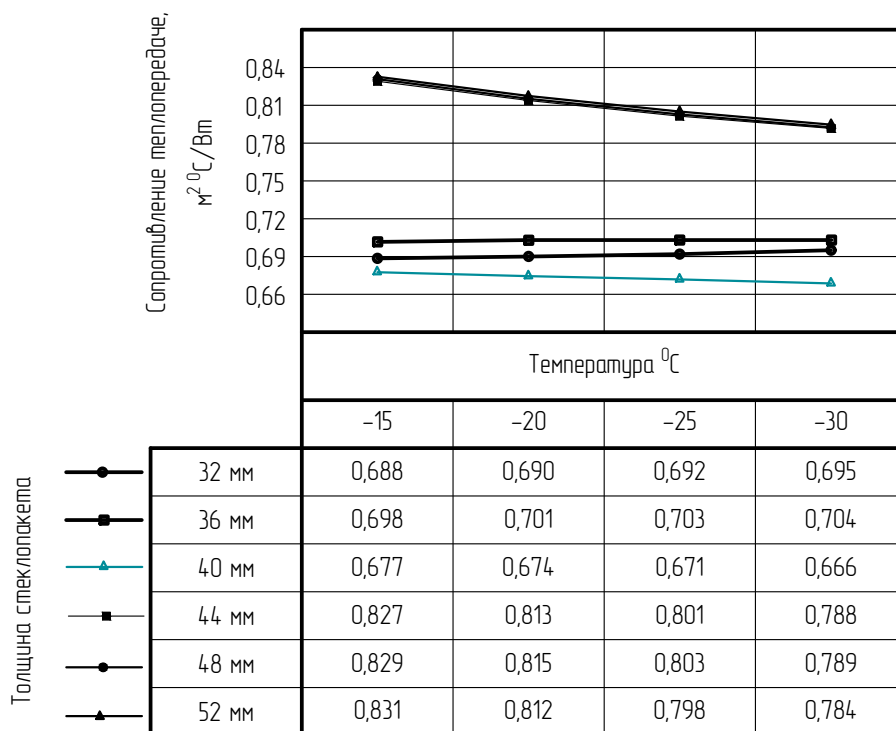 Сопротивление теплопередаче,
м² ⁰С/Вт
0,84
0,81
0,78
0,75
0,72
0,69
0,66
Температура ⁰С
-15 -20 -25 -30
Толщина стеклопакета
32 мм 0,688 0,690 0,692 0,695
36 мм 0,698 0,701 0,703 0,704
40 мм 0,677 0,674 0,671 0,666
44 мм 0,827 0,813 0,801 0,788
48 мм 0,829 0,815 0,803 0,789
52 мм 0,831 0,812 0,798 0,784